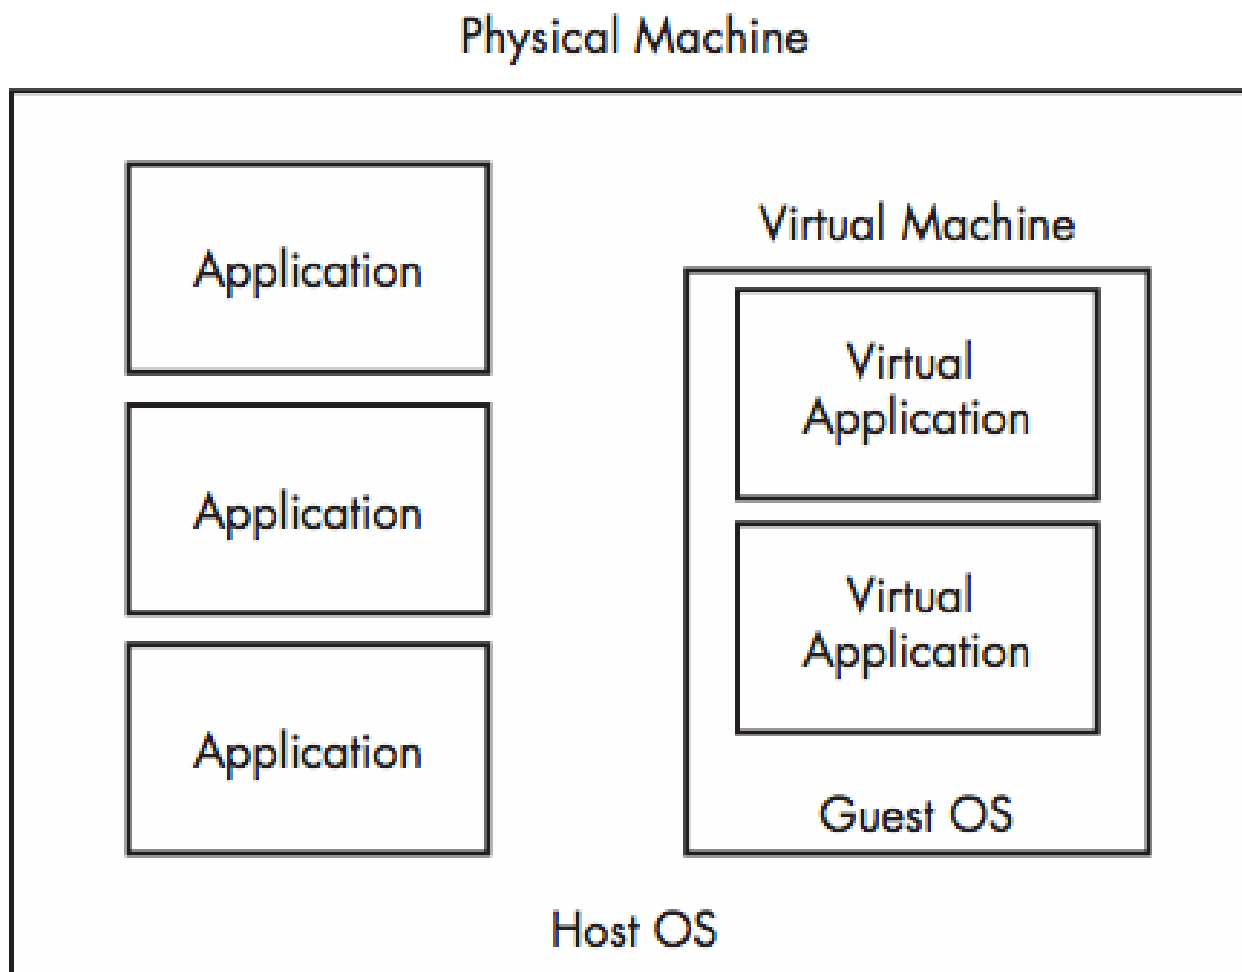 Physical Machine
Application
Application
Application
Virtual Machine
Virtual
Application
Virtual
Application
Guest OS
Host OS